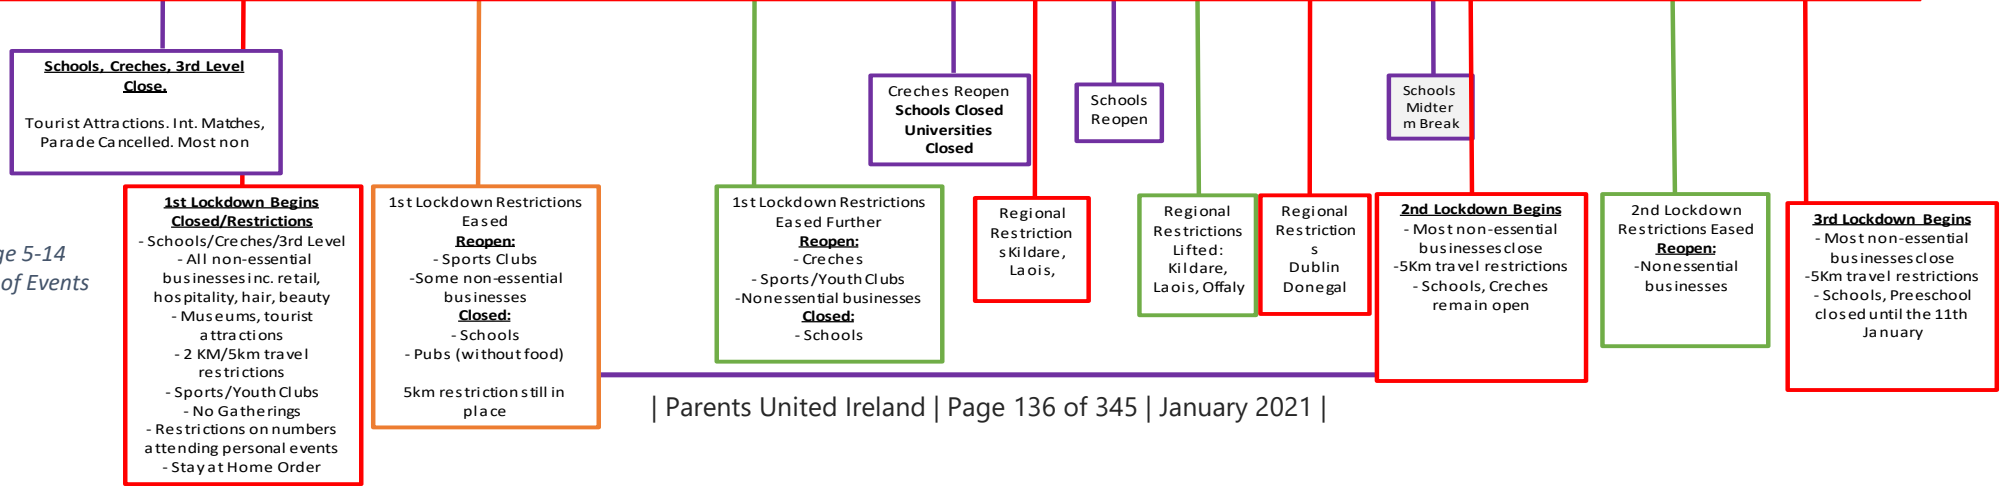 Schools, Creches, 3rd Level
Close.
Tourist Attractions. Int. Matches,
Parade Cancelled. Most non
Creches Reopen
Schools Closed
Universities
Closed
Schools
Reopen
Schools
Midter
m Break
1st Lockdown Begins
Closed/Restrictions
- Schools/Creches/3rd Level
- All non-essential
businesses inc. retail,
hospitality, hair, beauty
- Museums, tourist
attractions
- 2 KM/5km travel
restrictions
- Sports/Youth Clubs
- No Gatherings
- Restrictions on numbers
attending personal events
- Stay at Home Order
1st Lockdown Restrictions
Eased
Reopen:
- Sports Clubs
-Some non-essential
businesses
Closed:
- Schools
- Pubs (without food)
5km restriction still in
place
1st Lockdown Restrictions
Eased Further
Reopen:
- Creches
- Sports/Youth Clubs
-Nonessential businesses
Closed:
- Schools
Regional
Restriction
s Kildare,
Laois,
Regional
Restrictions
Lifted:
Kildare,
Laois, Offaly
Regional
Restriction
s
Dublin
Donegal
2nd Lockdown Begins
- Most non-essential
businesses close
-5Km travel restrictions
- Schools, Creches
remain open
2nd Lockdown
Restrictions Eased
Reopen:
-Nonessential
businesses
3rd Lockdown Begins
- Most non-essential
businesses close
-5Km travel restrictions
- Schools, Preeschool
closed until the 11th
January
ge 5-14
of Events
| Parents United Ireland | Page 136 of 345 | January 2021 |